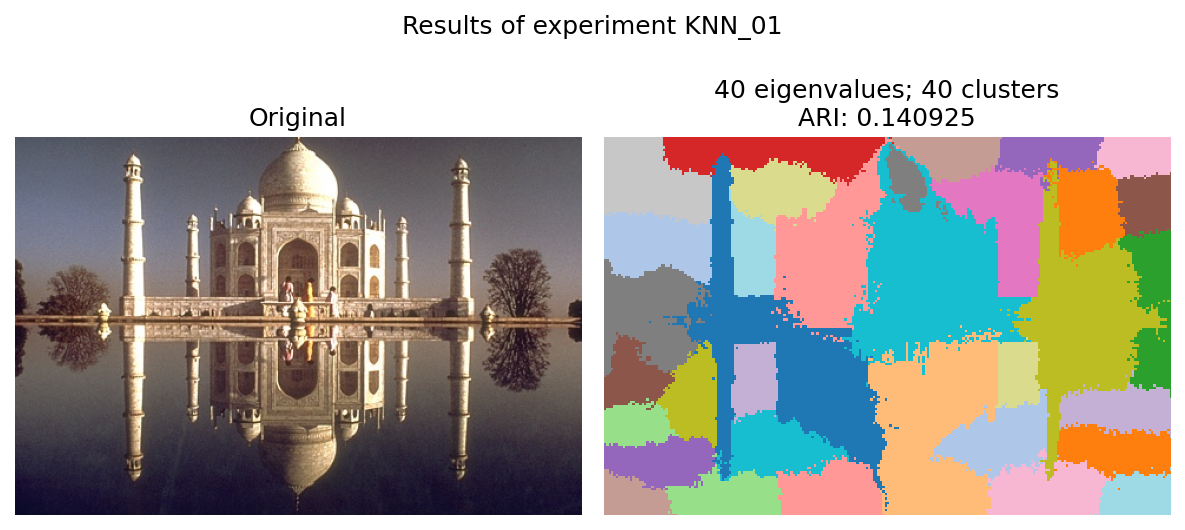 Results of experiment KNN_01
Original
40 eigenvalues; 40 clusters
ARI: 0.140925